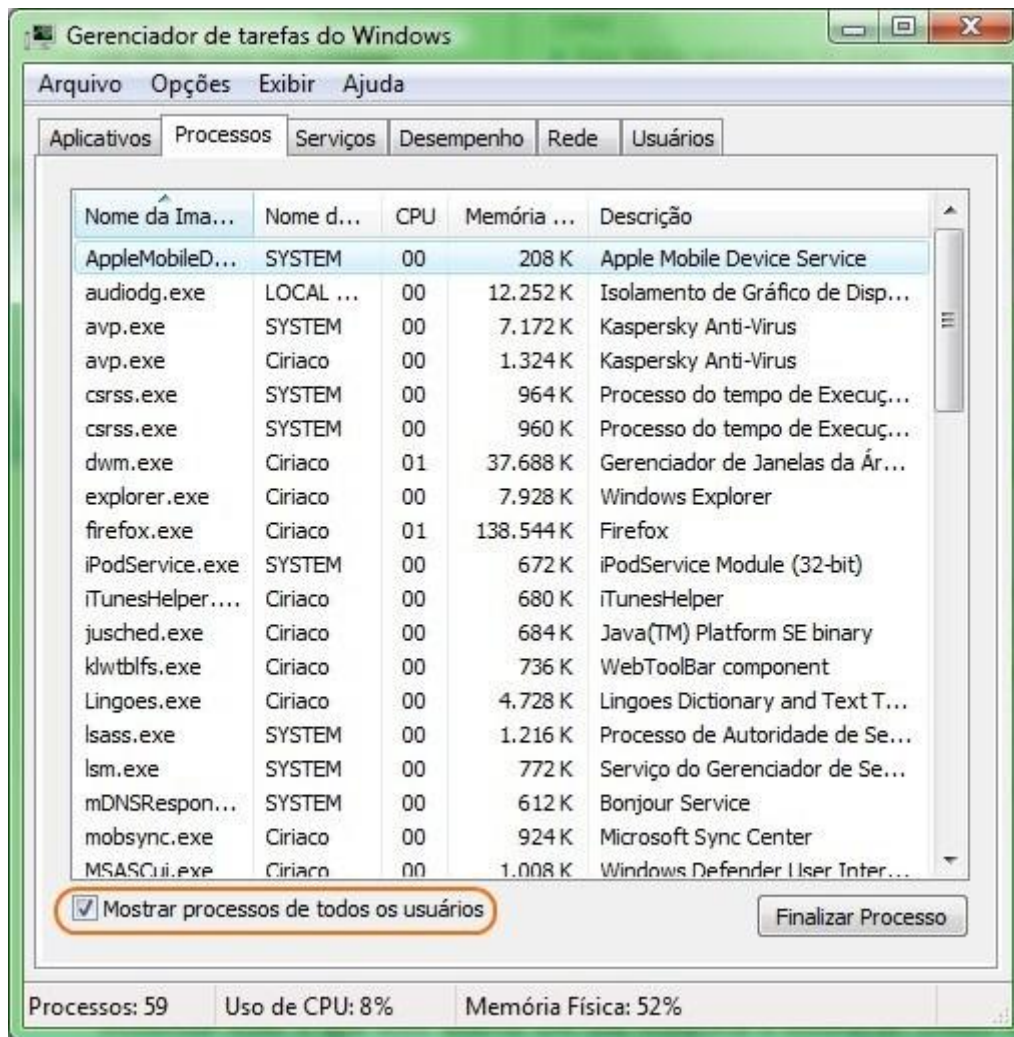 Gerenciador de tarefas do Windows
Arquivo Opções Exibir Ajuda
Aplicativos Processos Serviços Desempenho Rede Usuários
Nome da Ima... Nome d... CPU Memória ... Descrição
AppleMobileD... SYSTEM 00 208 K Apple Mobile Device Service
audiodg.exe LOCAL ... 00 12.252 K Isolamento de Gráfico de Disp...
avp.exe SYSTEM 00 7.172 K Kaspersky Anti-Virus
avp.exe Ciriaco 00 1.324 K Kaspersky Anti-Virus
csrss.exe SYSTEM 00 964 K Processo do tempo de Execuç...
csrss.exe SYSTEM 00 960 K Processo do tempo de Execuç...
dwm.exe Ciriaco 01 37.688 K Gerenciador de Janelas da Ár...
explorer.exe Ciriaco 00 7.928 K Windows Explorer
firefox.exe Ciriaco 01 138.544 K Firefox
iPodService.exe SYSTEM 00 672 K iPodService Module (32-bit)
iTunesHelper.... Ciriaco 00 680 K iTunesHelper
jusched.exe Ciriaco 00 684 K Java(TM) Platform SE binary
klwtblfs.exe Ciriaco 00 736 K WebToolBar component
Lingoes.exe Ciriaco 00 4.728 K Lingoes Dictionary and Text T...
lsass.exe SYSTEM 00 1.216 K Processo de Autoridade de Se...
lsm.exe SYSTEM 00 772 K Serviço do Gerenciador de Se...
mDNSRespon... SYSTEM 00 612 K Bonjour Service
mobsync.exe Ciriaco 00 924 K Microsoft Sync Center
MSASCui.exe Ciriaco 00 1.008 K Windows Defender User Inter...
Mostrar processos de todos os usuários
Finalizar Processo
Processos: 59 Uso de CPU: 8% Memória Física: 52%